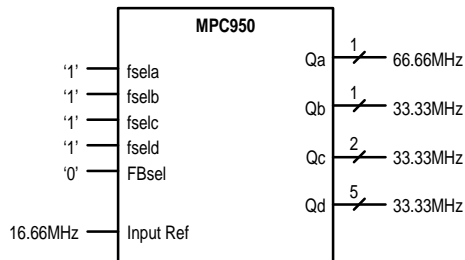 MPC950
‘1’ fsela
‘1’ fselb
‘1’ fselc
‘1’ fseld
‘0’ FBsel
16.66MHz Input Ref
Qa 1 66.66MHz
Qb 1 33.33MHz
Qc 2 33.33MHz
Qd 5 33.33MHz